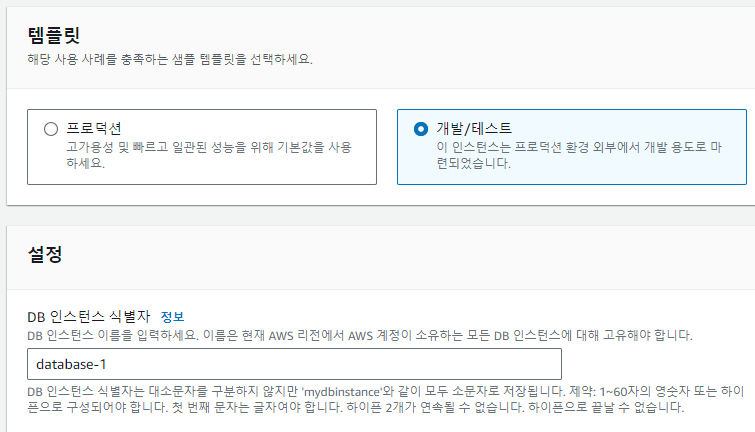 템플릿
해당 사용 사례를 충족하는 샘플 템플릿을 선택하세요.
프로덕션
고가용성 및 빠르고 일관된 성능을 위해 기본값을 사용
하세요.
개발/테스트
이 인스턴스는 프로덕션 환경 외부에서 개발 용도로 마
련되었습니다.
설정
DB 인스턴스 식별자 정보
DB 인스턴스 이름을 입력하세요. 이름은 현재 AWS 리전에서 AWS 계정이 소유하는 모든 DB 인스턴스에 대해 고유해야 합니다.
database-1
DB 인스턴스 식별자는 대소문자를 구분하지 않지만 'mydbinstance'와 같이 모두 소문자로 저장됩니다. 제약: 1~60자의 영숫자 또는 하이
픈으로 구성되어야 합니다. 첫 번째 문자는 글자여야 합니다. 하이픈 2개가 연속될 수 없습니다. 하이픈으로 끝날 수 없습니다.